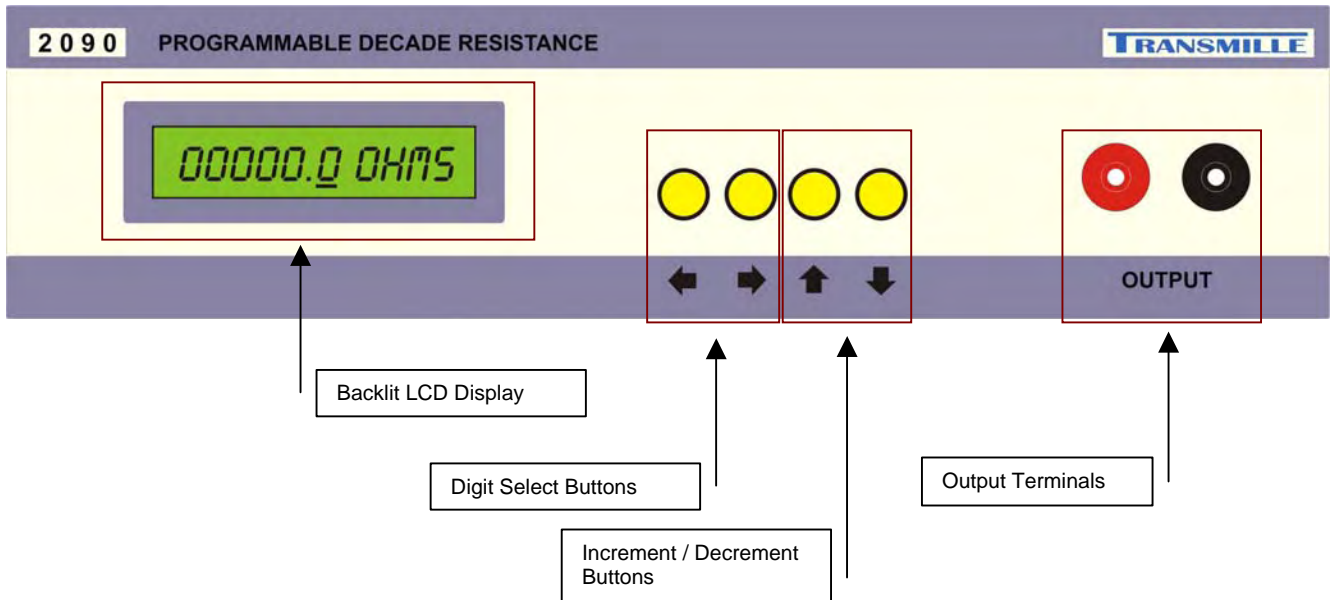 2090 PROGRAMMABLE DECADE RESISTANCE
TRANSMILLE
00000.0 OHMS
OUTPUT
Backlit LCD Display
Digit Select Buttons
Output Terminals
Increment / Decrement
Buttons